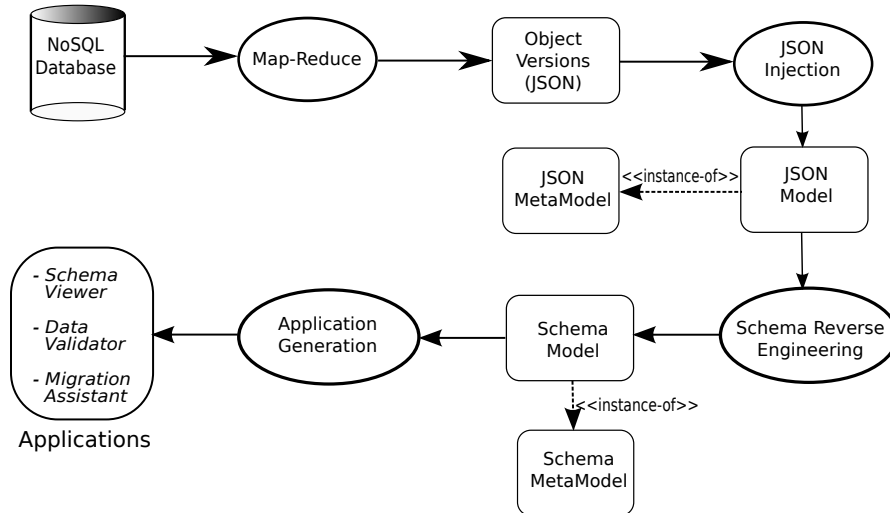 NoSQL
Database
Map-Reduce
Object
Versions
(JSON)
JSON
Injection
JSON
MetaModel
<<instance-of>>
JSON
Model
- Schema
Viewer
- Data
Validator
- Migration
Assistant
Applications
Application
Generation
Schema
Model
Schema Reverse
Engineering
<<instance-of>>
Schema
MetaModel